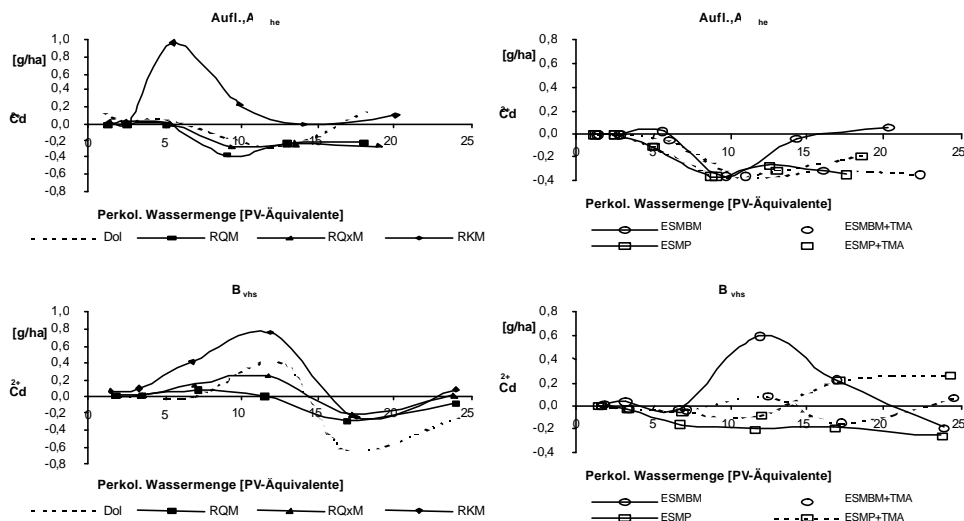 Aufl.,A he
[g/ha]
1,0
0,8
0,6
0,4
0,2
0,0
-0,2
-0,4
-0,6
-0,8
Cd 2+
0 5 10 15 20 25
Perkol. Wassermenge [PV-Äquivalente]
Dol RQM RQxM RKM
Aufl.,A he
[g/ha]
0,8
0,6
0,4
0,2
0,0
-0,2
-0,4
Cd 2+
0 5 10 15 20 25
Perkol. Wassermenge [PV-Äquivalente]
ESMBM ESMBM+TMA
ESMP ESMP+TMA
B vhs
[g/ha]
1,0
0,8
0,6
0,4
0,2
0,0
-0,2
-0,4
-0,6
-0,8
Cd 2+
0 5 10 15 20 25
Perkol. Wassermenge [PV-Äquivalente]
Dol RQM RQxM RKM
B vhs
[g/ha]
0,8
0,6
0,4
0,2
0,0
-0,2
-0,4
Cd 2+
0 5 10 15 20 25
Perkol. Wassermenge [PV-Äquivalente]
ESMBM ESMBM+TMA
ESMP ESMP+TMA